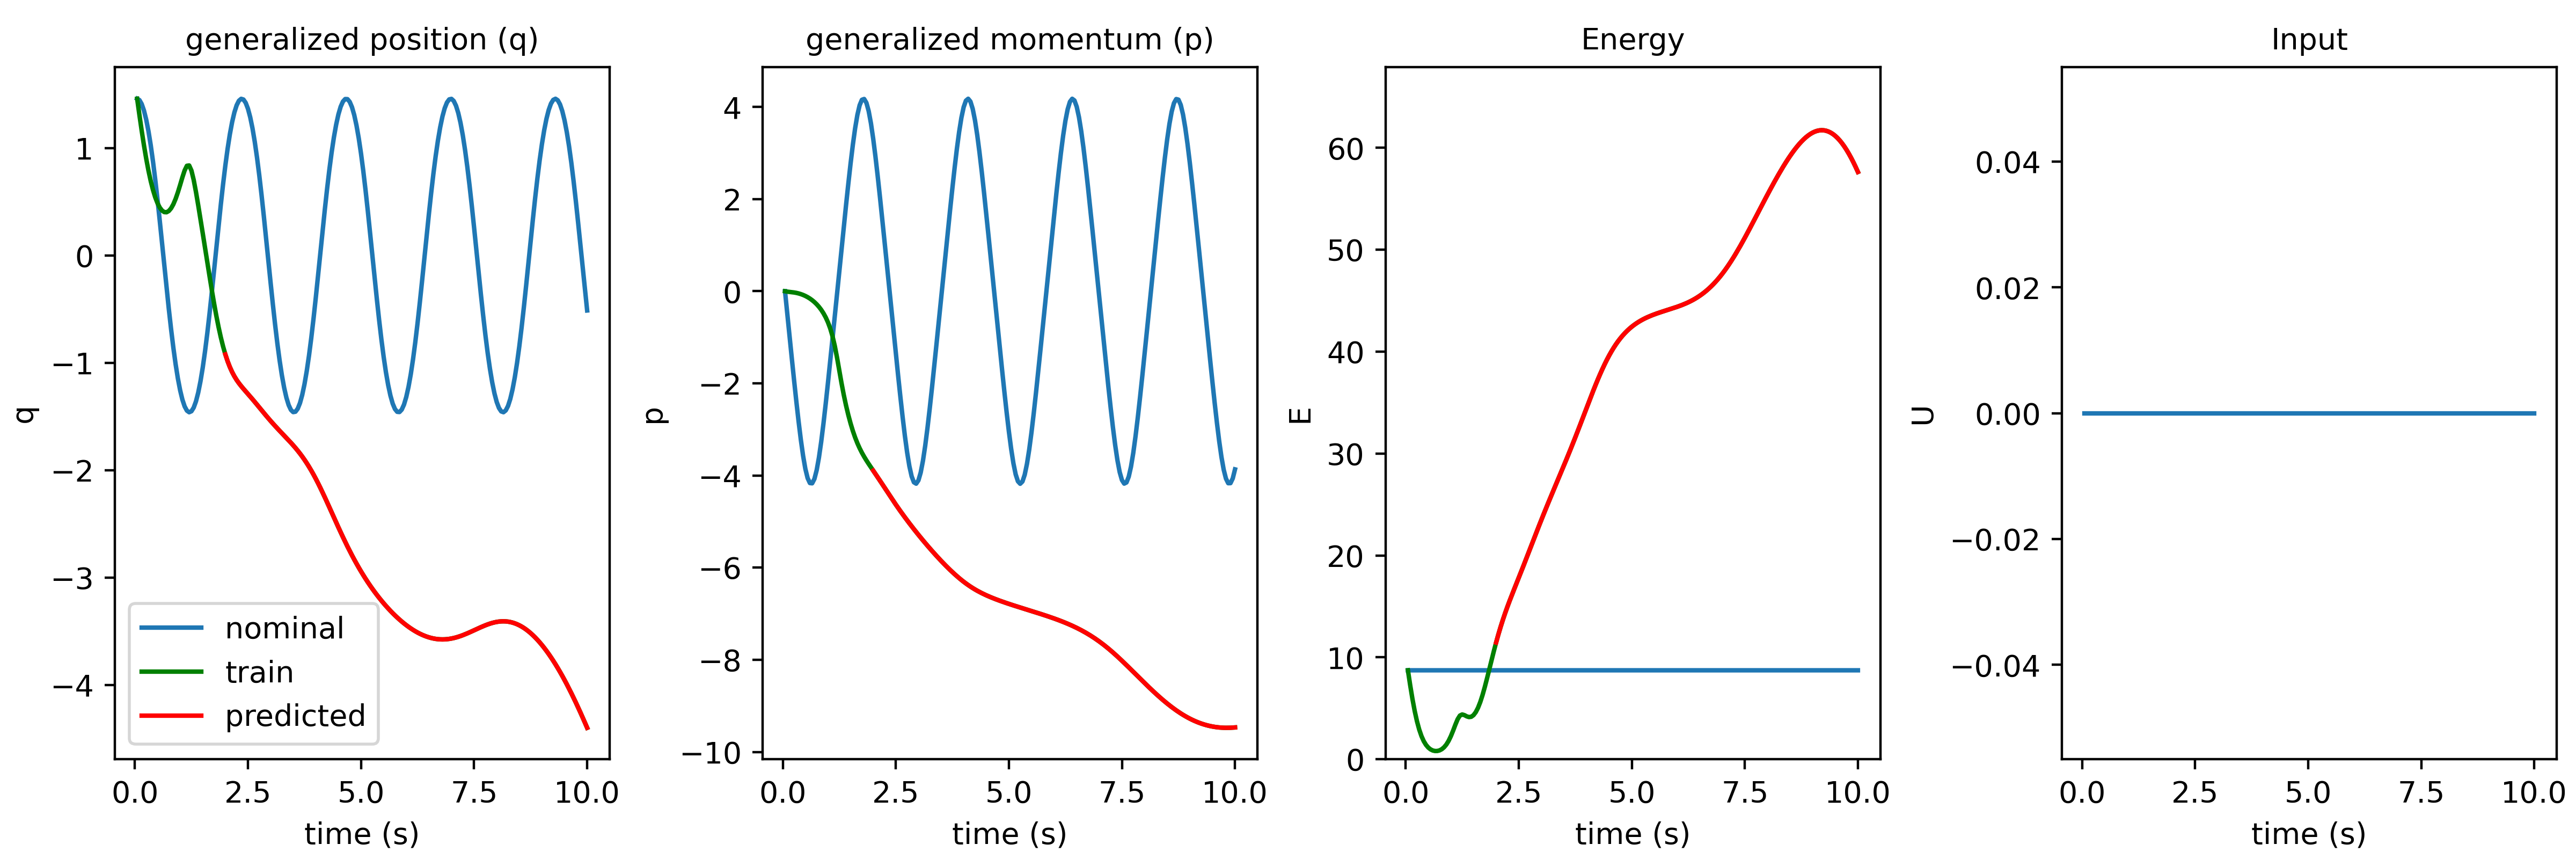 generalized position (q)
q
1
0
−1
−2
−3
−4
nominal
train
predicted
0.0 2.5 5.0 7.5 10.0
time (s)
generalized momentum (p)
p
4
2
0
−2
−4
−6
−8
−10
0.0 2.5 5.0 7.5 10.0
time (s)
Energy
E
60
50
40
30
20
10
0
0.0 2.5 5.0 7.5 10.0
time (s)
Input
U
0.04
0.02
0.00
−0.02
−0.04
0.0 2.5 5.0 7.5 10.0
time (s)